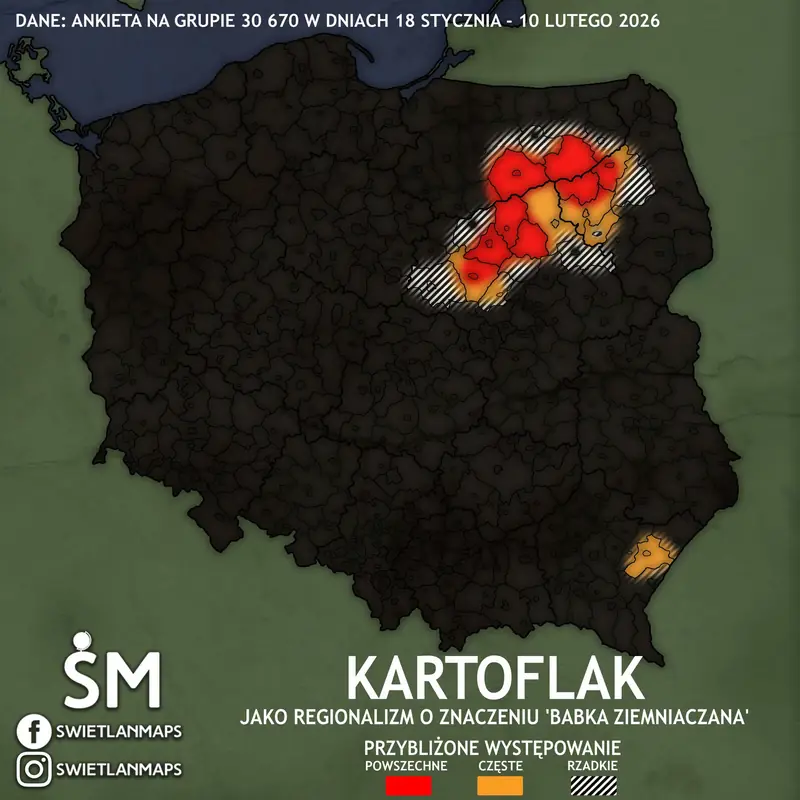 DANE: ANKIETA NA GRUPIE 30 670 W DNIACH 18 STYCZNIA - 10 LUTEGO 2026
ŚM
SWIETLANMAPS
SWIETLANMAPS
KARTOFLAK
JAKO REGIONALIZM O ZNACZENIU 'BABKA ZIEMNIACZANA'
PRZYBLIŻONE WYSTĘPOWANIE
POWSZECHNE CZĘSTE RZADKIE